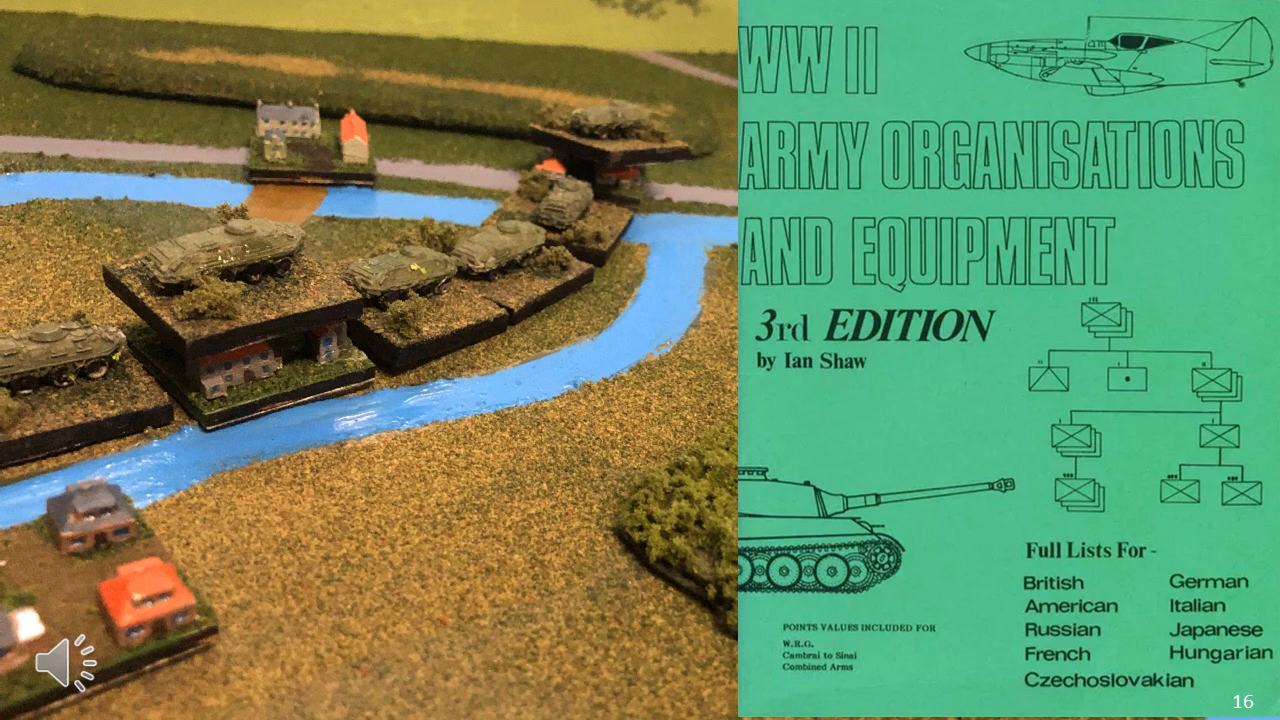 WW II
ARMY ORGANISATIONS
AND EQUIPMENT
3rd EDITION
by Ian Shaw
Full Lists For -
British German
American Italian
Russian Japanese
French Hungarian
Czechoslovakian
POINTS VALUES INCLUDED FOR
W.R.G.
Cambrai to Sinai
Combined Arms
16